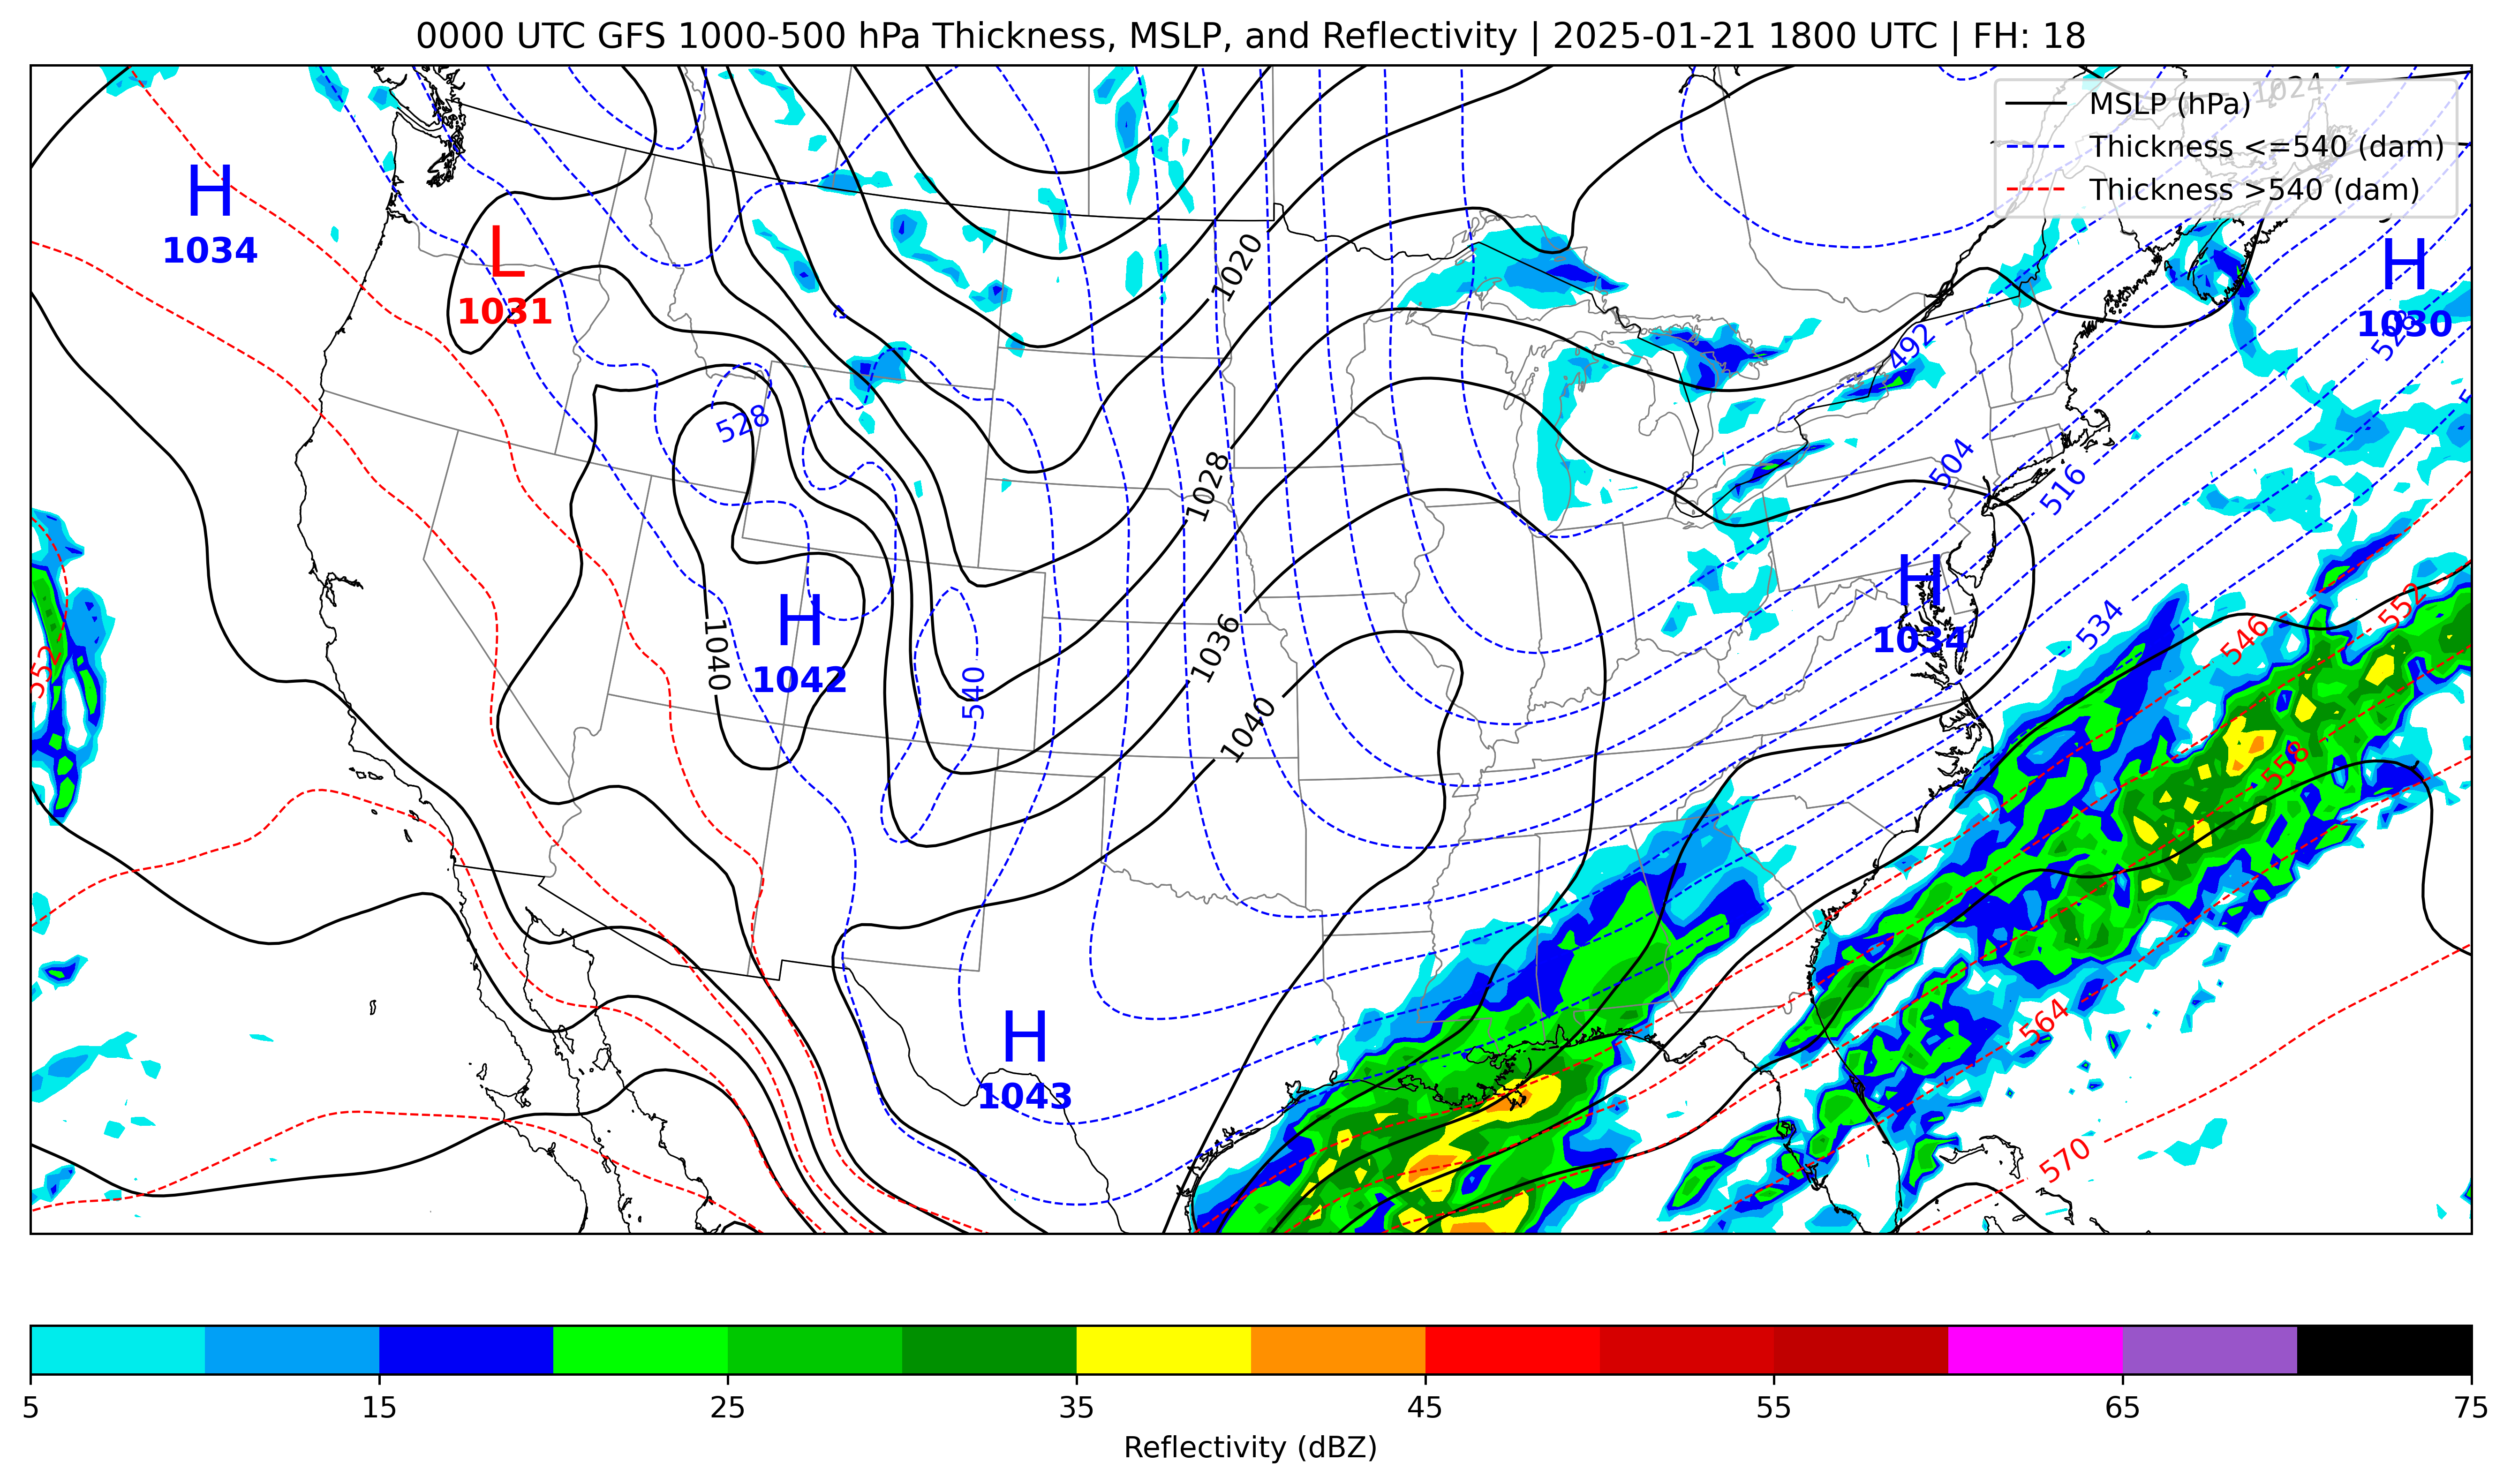 0000 UTC GFS 1000-500 hPa Thickness, MSLP, and Reflectivity | 2025-01-21 1800 UTC | FH: 18
1024
MSLP (hPa)
Thickness <=540 (dam)
Thickness >540 (dam)
H
1034
L
1031
1020
H
1030
528
492
528
1028
504
516
H
1034
H
1042
1040
1036
534
546
552
552
540
1040
558
H
1043
564
570
5 15 25 35 45 55 65 75
Reflectivity (dBZ)